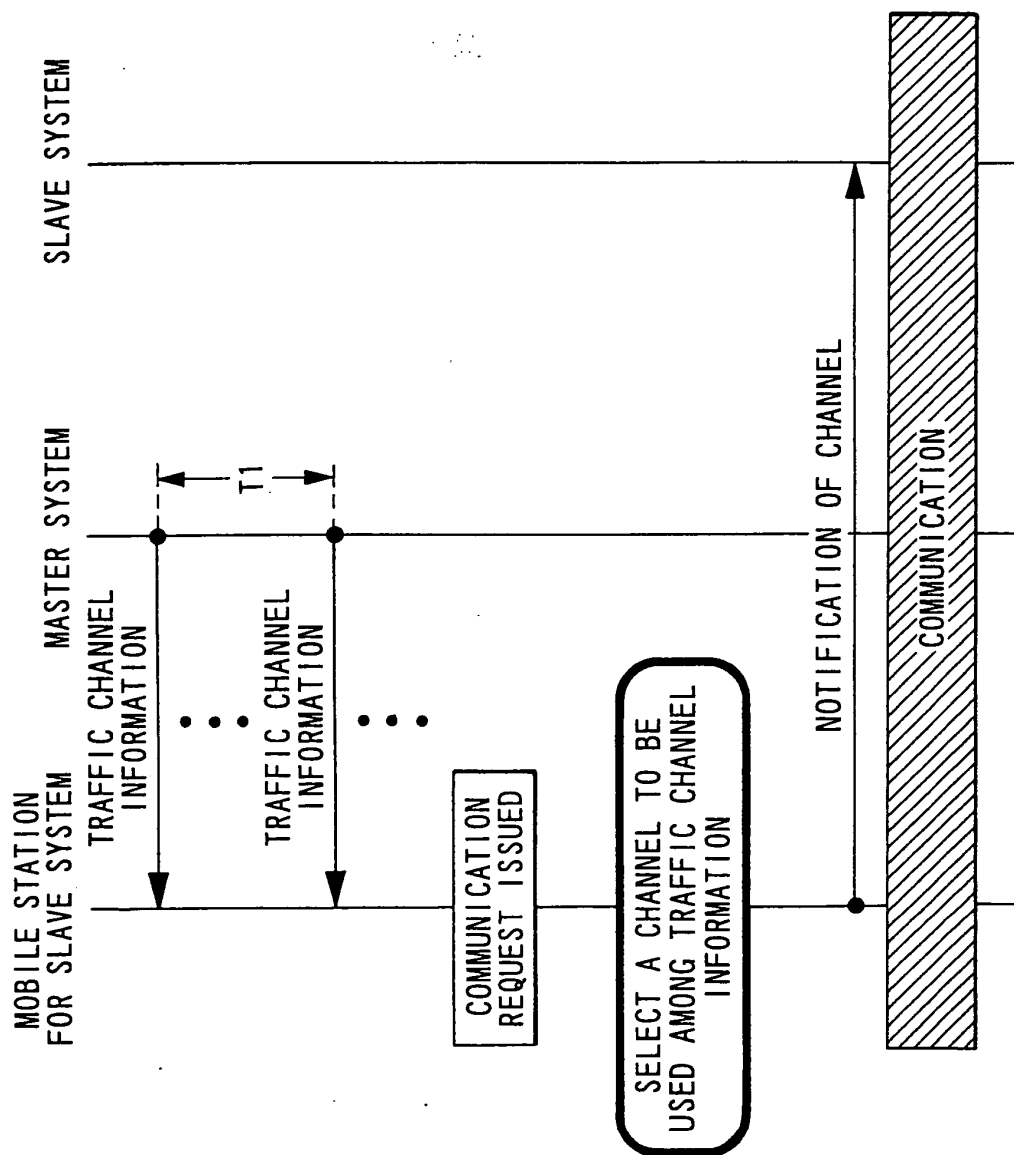 MOBILE STATION
FOR SLAVE SYSTEM
MASTER SYSTEM
SLAVE SYSTEM
TRAFFIC CHANNEL
INFORMATION
T1
TRAFFIC CHANNEL
INFORMATION
COMMUNICATION
REQUEST ISSUED
SELECT A CHANNEL TO BE
USED AMONG TRAFFIC CHANNEL
INFORMATION
NOTIFICATION OF CHANNEL
COMMUNICATION